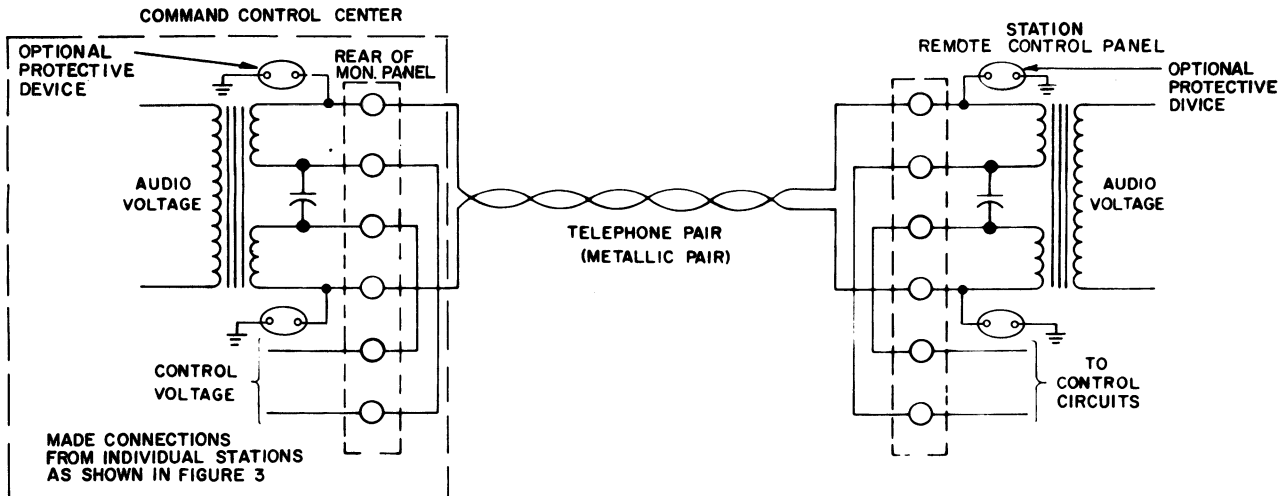 COMMAND CONTROL CENTER
OPTIONAL
PROTECTIVE
DEVICE
REAR OF
MON. PANEL
AUDIO
VOLTAGE
CONTROL
VOLTAGE
MADE CONNECTIONS
FROM INDIVIDUAL STATIONS
AS SHOWN IN FIGURE 3
TELEPHONE PAIR
(METALLIC PAIR)
STATION
REMOTE CONTROL PANEL
OPTIONAL
PROTECTIVE
DIVICE
AUDIO
VOLTAGE
TO
CONTROL
CIRCUITS